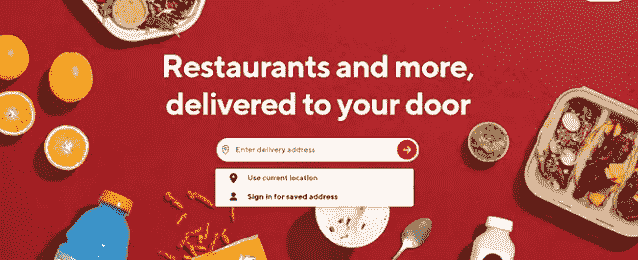 Restaurants and more,
delivered to your door
Enter delivery address
Use current location
Sign in for saved address